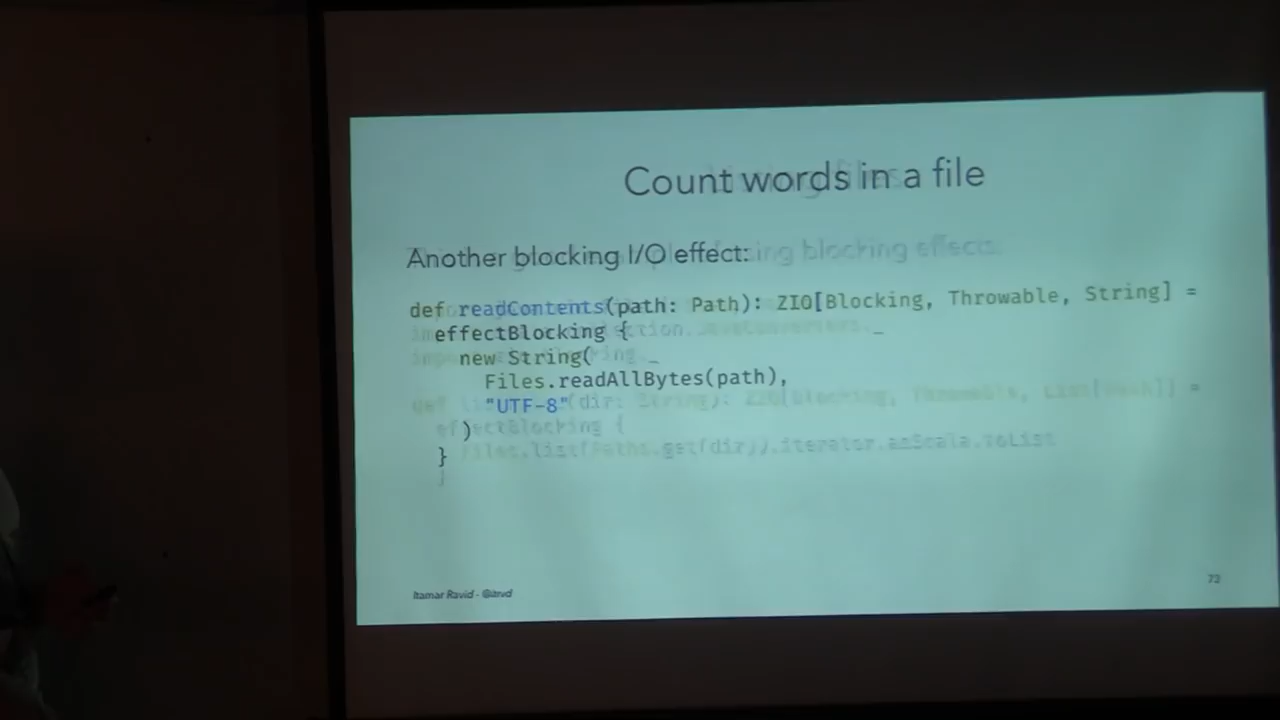 Count words in a file
Another blocking I/O effect:
def readContents(path: Path): ZIO[Blocking, Throwable, String] =
effectBlocking {
new String(
Files.readAllBytes(path),
"UTF-8"
)
}
Itamar Ravid - @iravid
72